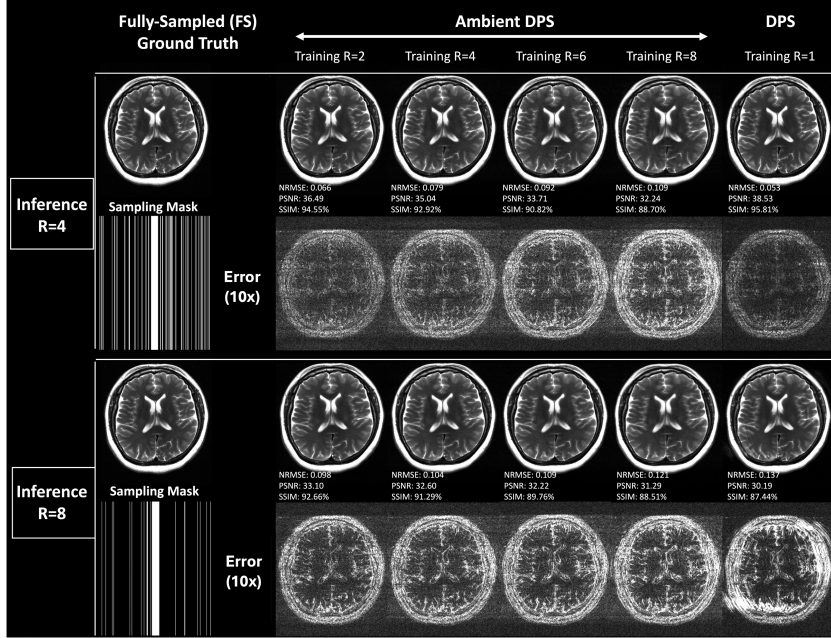 Fully-Sampled (FS)
Ground Truth
Ambient DPS
DPS
Training R=2
Training R=4
Training R=6
Training R=8
Training R=1
Inference
R=4
Sampling Mask
NRMSE: 0.066
PSNR: 36.49
SSIM: 94.55%
NRMSE: 0.079
PSNR: 35.04
SSIM: 92.92%
NRMSE: 0.092
PSNR: 33.71
SSIM: 90.82%
NRMSE: 0.109
PSNR: 32.24
SSIM: 88.70%
NRMSE: 0.053
PSNR: 38.53
SSIM: 95.81%
Error
(10x)
Inference
R=8
Sampling Mask
NRMSE: 0.098
PSNR: 33.10
SSIM: 92.66%
NRMSE: 0.104
PSNR: 32.60
SSIM: 91.29%
NRMSE: 0.109
PSNR: 32.22
SSIM: 89.76%
NRMSE: 0.121
PSNR: 31.29
SSIM: 88.51%
NRMSE: 0.137
PSNR: 30.19
SSIM: 87.44%
Error
(10x)